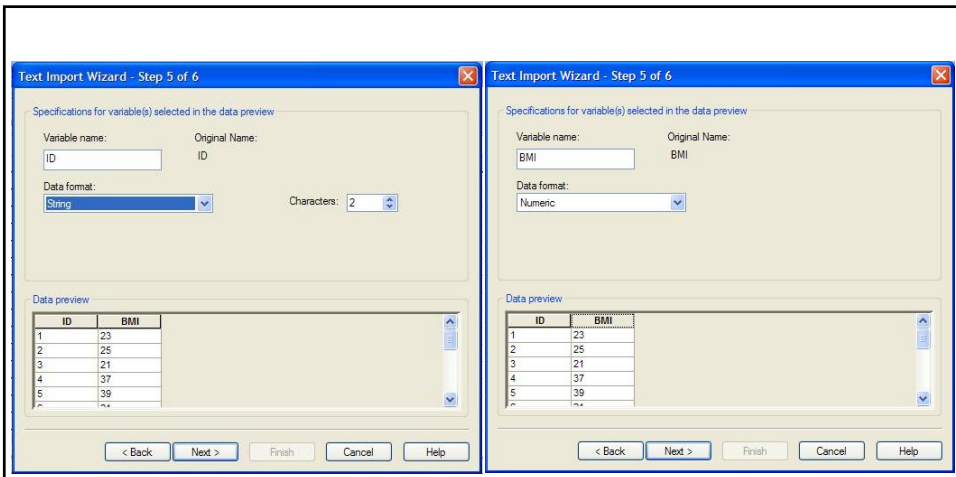 Text Import Wizard - Step 5 of 6
Specifications for variable(s) selected in the data preview
Variable name:
Original Name:
ID
ID
Data format:
String
Characters: 2
Data preview
ID BMI
1 23
2 25
3 21
4 37
5 39
< Back Next > Finish Cancel Help
Text Import Wizard - Step 5 of 6
Specifications for variable(s) selected in the data preview
Variable name:
Original Name:
BMI
BMI
Data format:
Numeric
Data preview
ID BMI
1 23
2 25
3 21
4 37
5 39
< Back Next > Finish Cancel Help